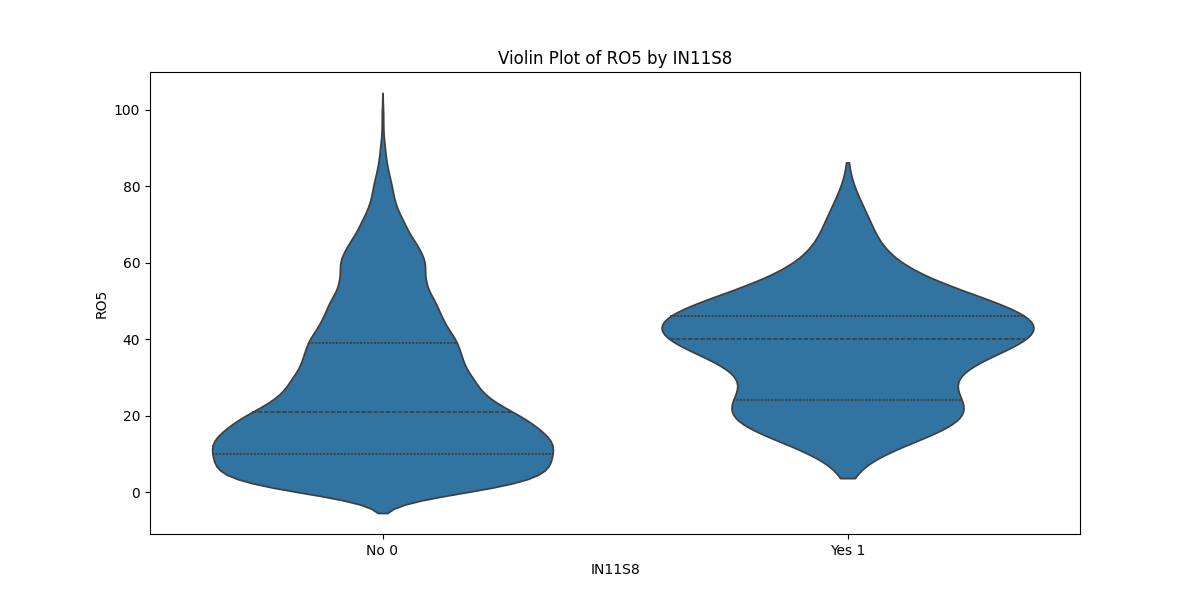 Violin Plot of RO5 by IN11S8
100
80
60
40
20
0
RO5
No 0
Yes 1
IN11S8